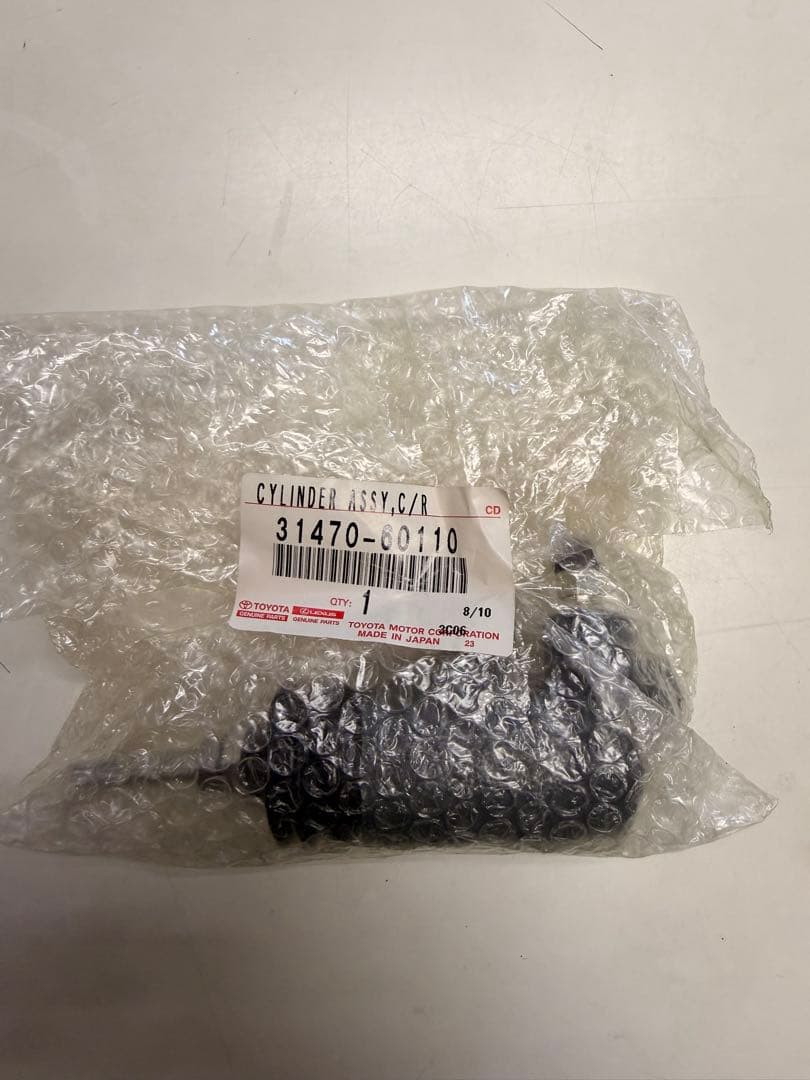 CYLINDER ASSY,C/R
CD
31470-60110
QTY: 1
8/10
TOYOTA LEXUS
GENUINE PARTS GENUINE PARTS
TOYOTA MOTOR CORPORATION
MADE IN JAPAN 23